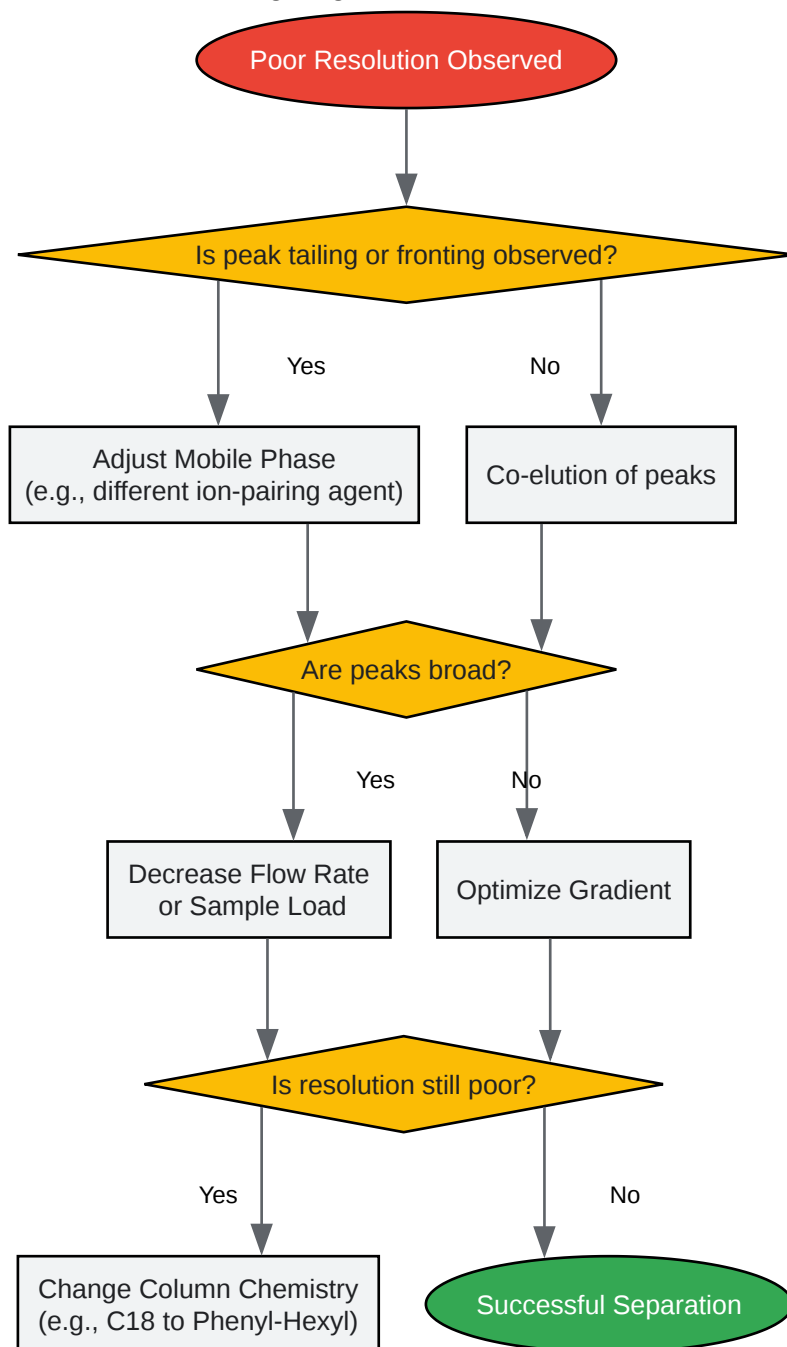 Poor Resolution Observed
Is peak tailing or fronting observed?
Yes
No
Adjust Mobile Phase
(e.g., different ion-pairing agent)
Co-elution of peaks
Are peaks broad?
Yes
No
Decrease Flow Rate
or Sample Load
Optimize Gradient
Is resolution still poor?
Yes
No
Change Column Chemistry
(e.g., C18 to Phenyl-Hexyl)
Successful Separation